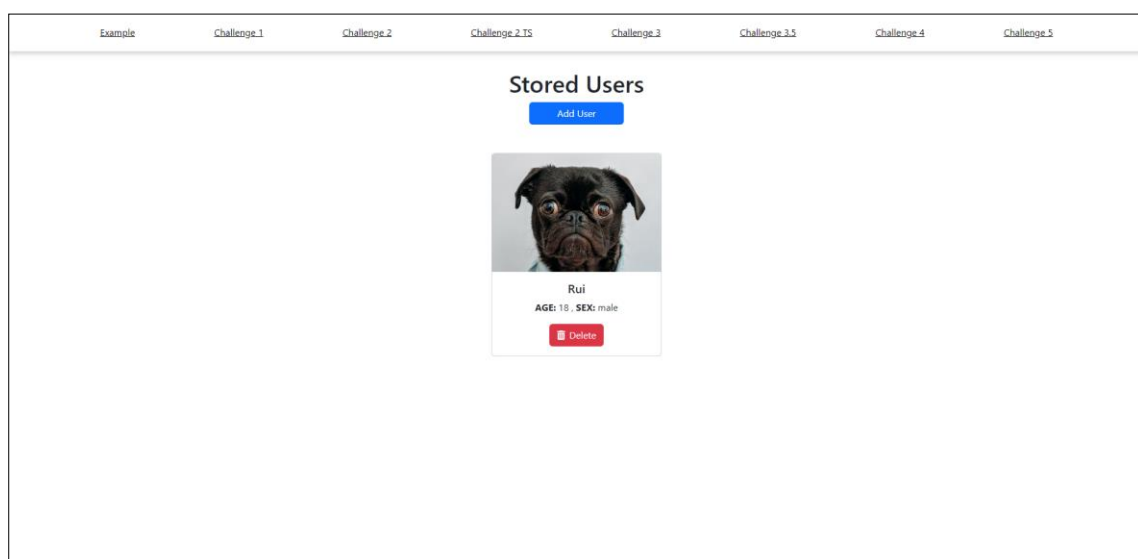 Example Challenge 1 Challenge 2 Challenge 2 TS Challenge 3 Challenge 3.5 Challenge 4 Challenge 5
Stored Users
Add User
Rui
AGE: 18 , SEX: male
Delete